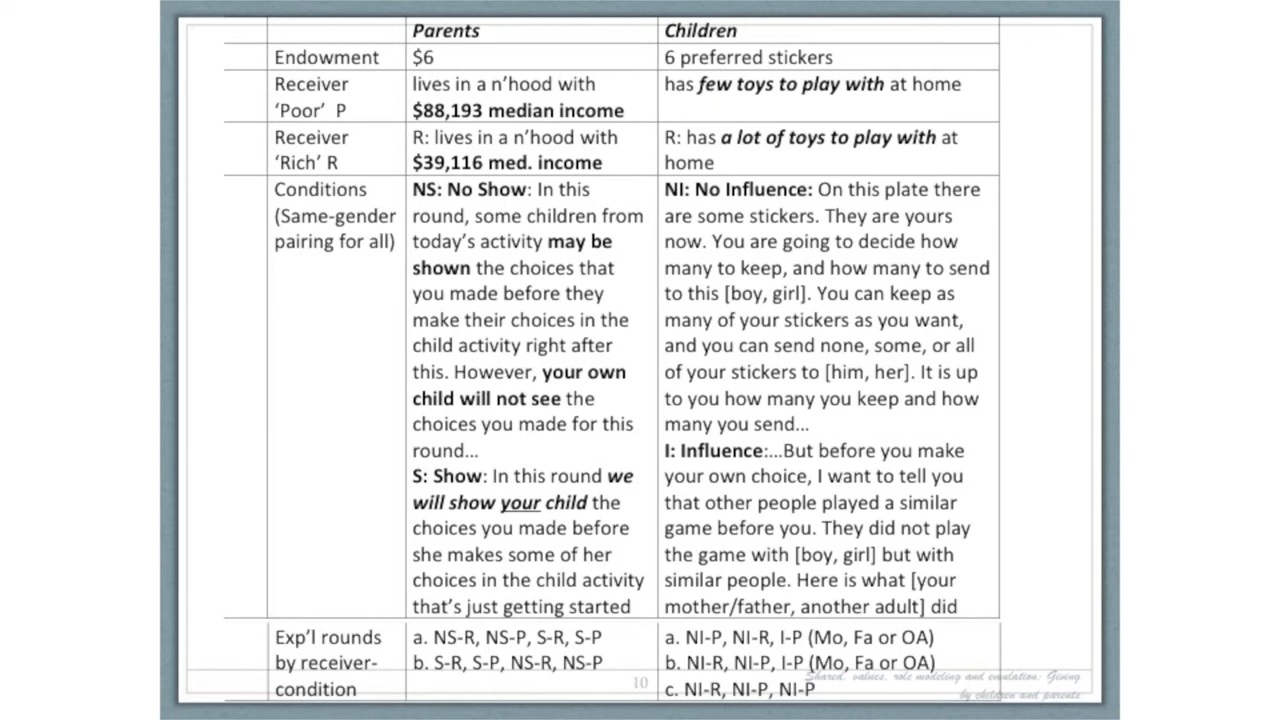 Parents Children
Endowment $6 6 preferred stickers
Receiver lives in a n’hood with has few toys to play with at home
‘Poor’ P $88,193 median income
Receiver R: lives in a n’hood with R: has a lot of toys to play with at
‘Rich’ R $39,116 med. income home
Conditions
(Same-gender
pairing for all)
NS: No Show: In this
round, some children from
today’s activity may be
shown the choices that
you made before they
make their choices in the
child activity right after
this. However, your own
child will not see the
choices you made for this
round...
S: Show: In this round we
will show your child the
choices you made before
she makes some of her
choices in the child activity
that’s just getting started
NI: No Influence: On this plate there
are some stickers. They are yours
now. You are going to decide how
many to keep, and how many to send
to this [boy, girl]. You can keep as
many of your stickers as you want,
and you can send none, some, or all
of your stickers to [him, her]. It is up
to you how many you keep and how
many you send...
I: Influence:...But before you make
your own choice, I want to tell you
that other people played a similar
game before you. They did not play
the game with [boy, girl] but with
similar people. Here is what [your
mother/father, another adult] did
Exp’l rounds
by receiver-
condition
a. NS-R, NS-P, S-R, S-P
b. S-R, S-P, NS-R, NS-P
a. NI-P, NI-R, I-P (Mo, Fa or OA)
b. NI-R, NI-P, I-P (Mo, Fa or OA)
c. NI-R, NI-P, NI-P
10
Shared. values, role modeling and emulation: Giving
by children and parents